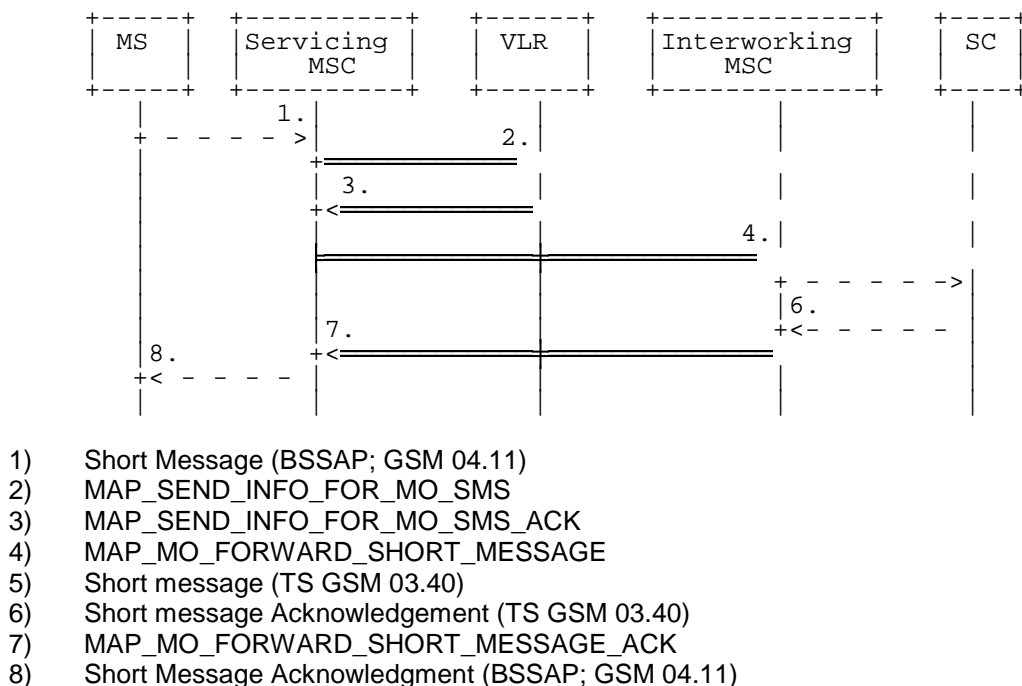 MS Servicing VLR Interworking SC
MSC MSC
1.
2.
3.
4.
6.
7.
8.
1) Short Message (BSSAP; GSM 04.11)
2) MAP_SEND_INFO_FOR_MO_SMS
3) MAP_SEND_INFO_FOR_MO_SMS_ACK
4) MAP_MO_FORWARD_SHORT_MESSAGE
5) Short message (TS GSM 03.40)
6) Short message Acknowledgement (TS GSM 03.40)
7) MAP_MO_FORWARD_SHORT_MESSAGE_ACK
8) Short Message Acknowledgment (BSSAP; GSM 04.11)